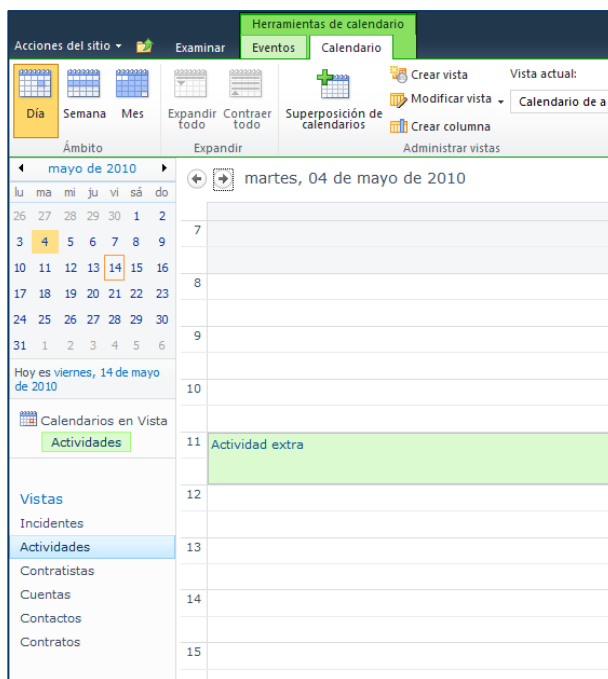 Herramientas de calendario
Acciones del sitio Examinar Eventos Calendario
Día Semana Mes
Ámbito
Expandir todo Contraer todo
Expandir
Superposición de calendarios
Crear vista
Modificar vista
Crear columna
Vista actual:
Calendario de a
Administrar vistas
mayo de 2010
lu ma mi ju vi sá do
26 27 28 29 30 1 2
3 4 5 6 7 8 9
10 11 12 13 14 15 16
17 18 19 20 21 22 23
24 25 26 27 28 29 30
31 1 2 3 4 5 6
Hoy es viernes, 14 de mayo
de 2010
Calendarios en Vista
Actividades
Vistas
Incidentes
Actividades
Contratistas
Cuentas
Contactos
Contratos
martes, 04 de mayo de 2010
7
8
9
10
11 Actividad extra
12
13
14
15